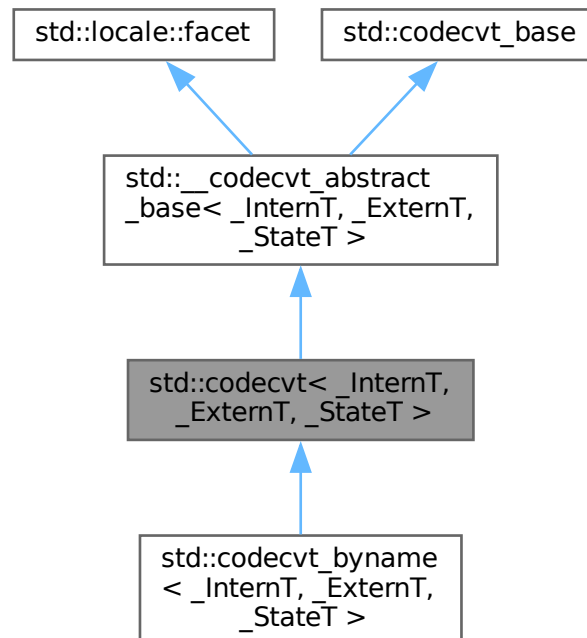 std::locale::facet
std::codecvt_base
std::__codecvt_abstract
_base< _InternT, _ExternT,
_StateT >
std::codecvt< _InternT,
_ExternT, _StateT >
std::codecvt_byname
< _InternT, _ExternT,
_StateT >